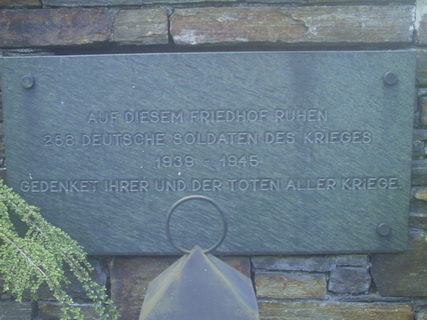 AUF DIESEM FRIEDHOF RUHEN
286 DEUTSCHE SOLDATEN DES KRIEGES
1939 - 1945.
GEDENKET IHRER UND DER TOTEN ALLER KRIEGE.